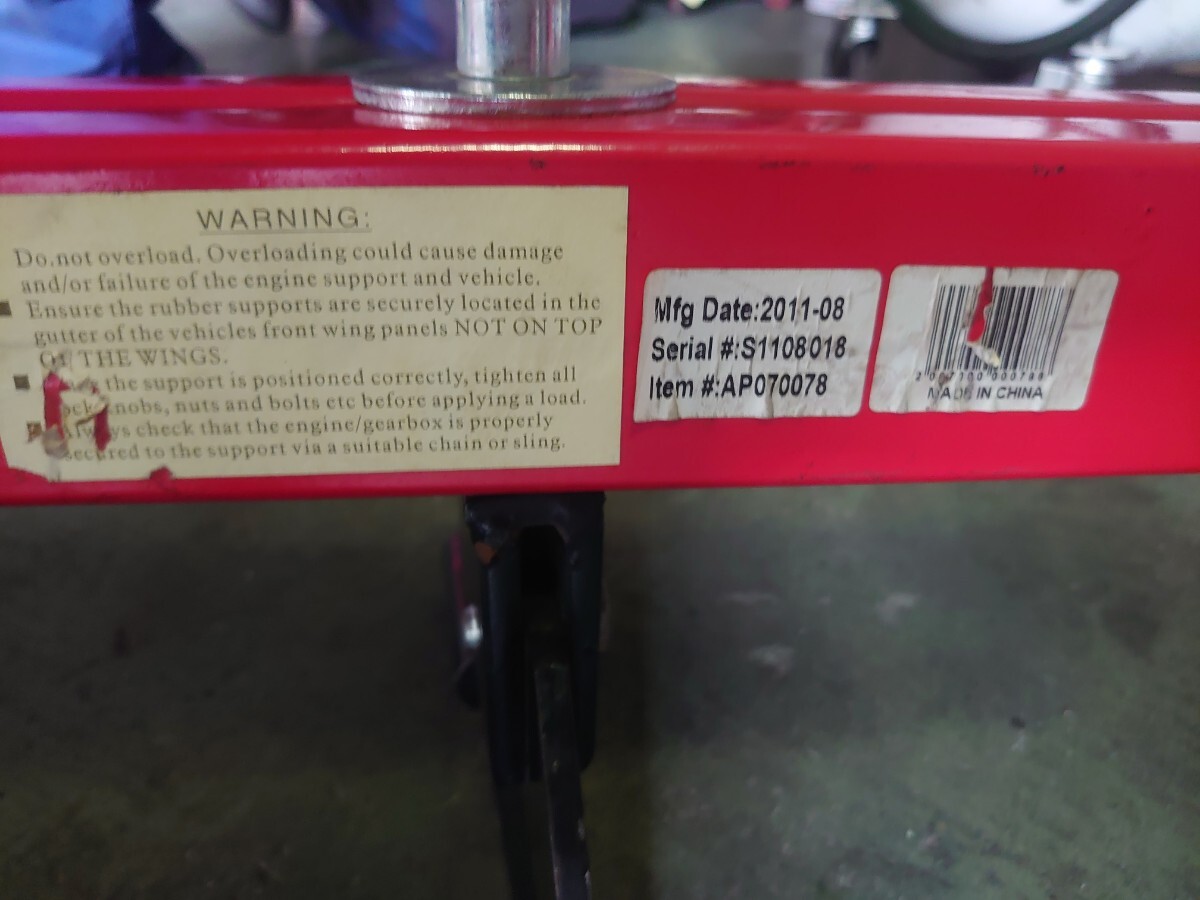 WARNING:
Do.not overload. Overloading could cause damage
and/or failure of the engine support and vehicle.
■ Ensure the rubber supports are securely located in the
gutter of the vehicles front wing panels NOT ON TOP
OF THE WINGS.
■ the support is positioned correctly, tighten all
knobs, nuts and bolts etc before applying a load.
■ Always check that the engine/gearbox is properly
secured to the support via a suitable chain or sling.
Mfg Date:2011-08
Serial #:S1108018
Item #:AP070078
MADE IN CHINA